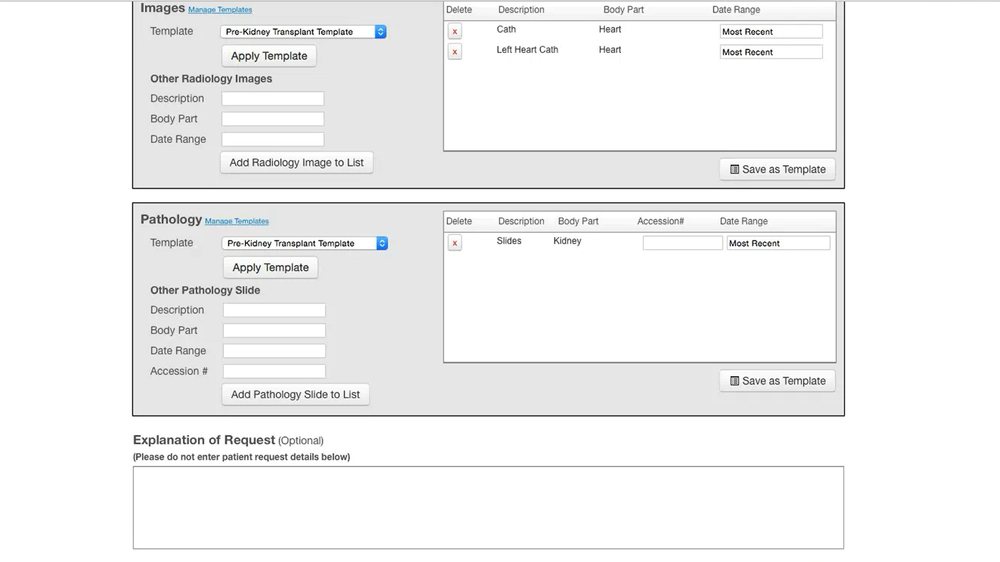 Images Manage Templates
Template Pre-Kidney Transplant Template
Apply Template
Other Radiology Images
Description
Body Part
Date Range
Add Radiology Image to List
Delete Description Body Part Date Range
x Cath Heart Most Recent
x Left Heart Cath Heart Most Recent
Save as Template
Pathology Manage Templates
Template Pre-Kidney Transplant Template
Apply Template
Other Pathology Slide
Description
Body Part
Date Range
Accession #
Add Pathology Slide to List
Delete Description Body Part Accession# Date Range
x Slides Kidney Most Recent
Save as Template
Explanation of Request (Optional)
(Please do not enter patient request details below)